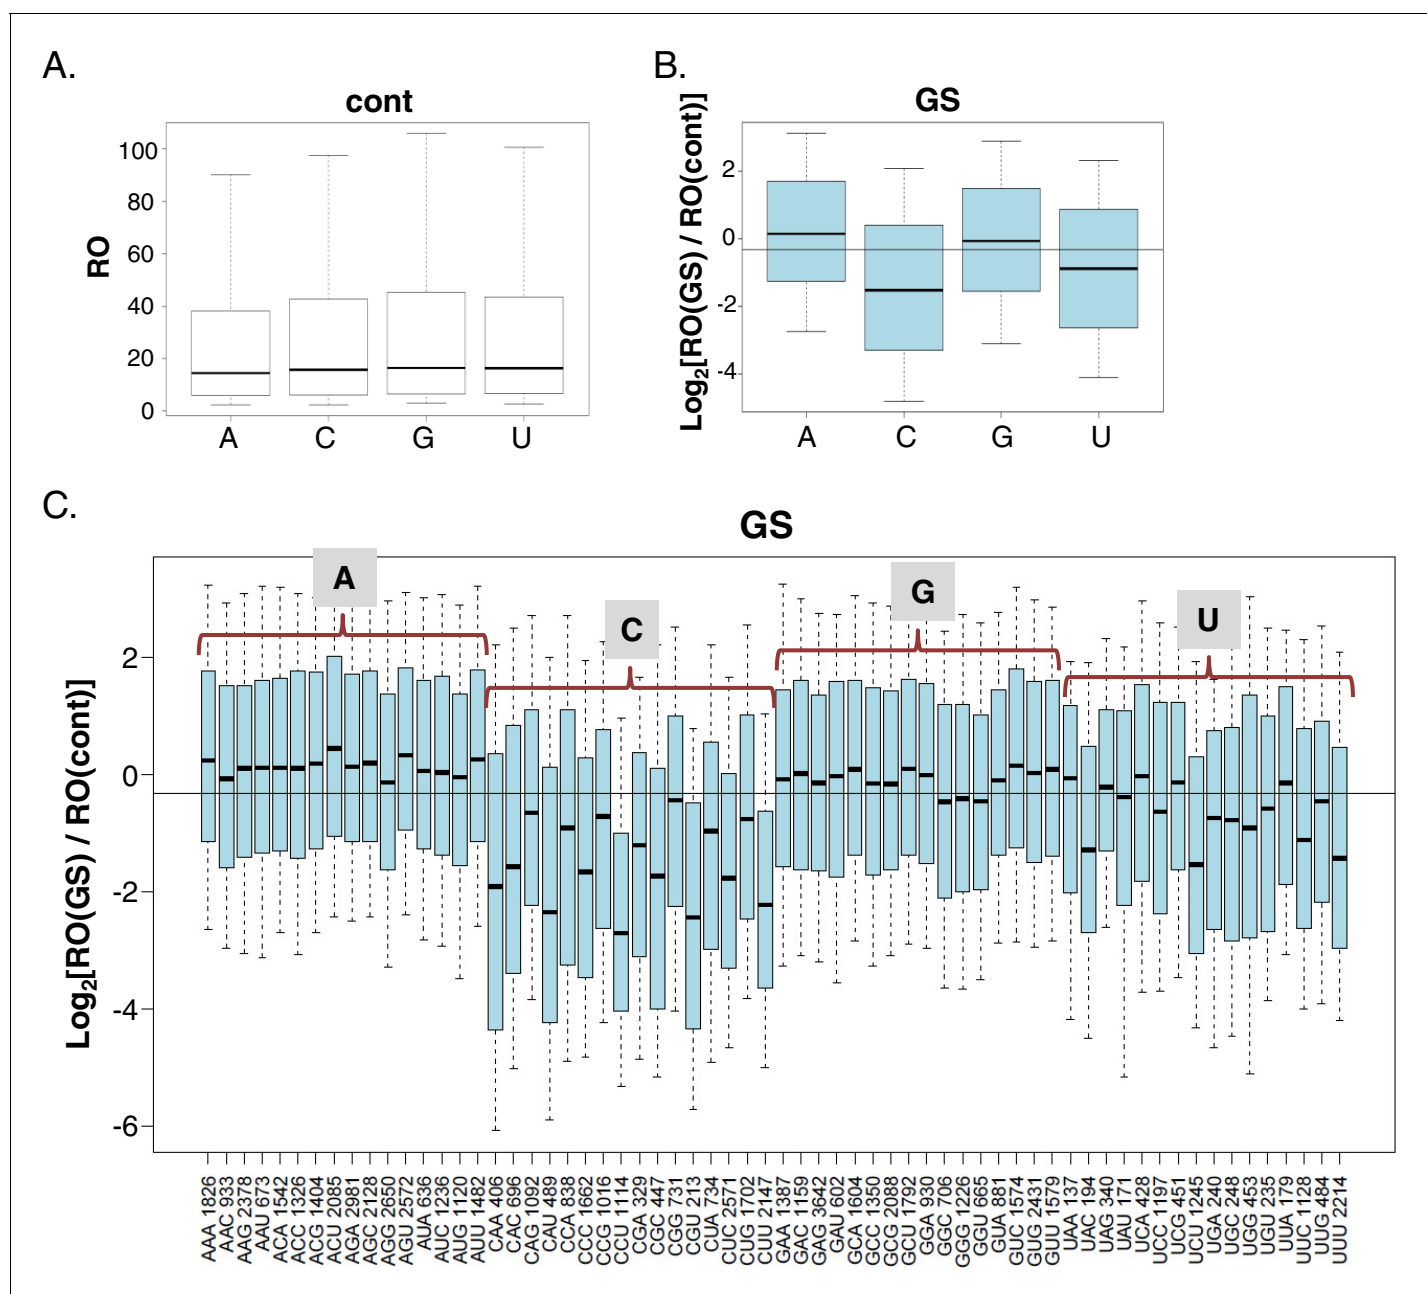 A.
cont
RO
100
80
60
40
20
0
A C G U
B.
GS
Log2[RO(GS) / RO(cont)]
2
0
-2
-4
A C G U
C.
GS
Log2[RO(GS) / RO(cont)]
A
C
G
U
2
0
-2
-4
-6
AAA 1826
AAC 933
AAG 2378
AAU 673
ACA 1542
ACC 1326
ACG 1404
ACU 2085
AGA 2981
AGC 2128
AGG 2650
AGU 2572
AUA 636
AUC 1236
AUG 1120
AUU 1482
CAA 406
CAC 696
CAG 1092
CAU 489
CCA 838
CCC 1662
CCG 1016
CCU 1114
CGA 329
CGC 447
CGG 731
CGU 213
CUA 734
CUC 2571
CUG 1702
CUU 2147
GAA 1387
GAC 1159
GAG 3642
GAU 602
GCA 1604
GCC 1350
GCG 2088
GCU 1792
GGA 930
GGC 706
GGG 1226
GGU 665
GUA 881
GUC 1574
GUG 2431
GUU 1579
UAA 137
UAC 194
UAG 340
UAU 171
UCA 428
UCC 1197
UCG 451
UCU 1245
UGA 240
UGC 248
UGG 453
UGU 235
UUA 179
UUC 1128
UUG 484
UUU 2214